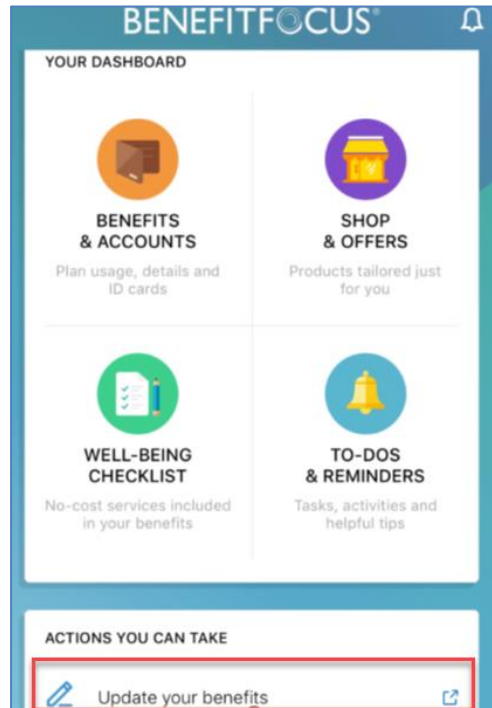 BENEFITFOCUS®
YOUR DASHBOARD
BENEFITS
& ACCOUNTS
Plan usage, details and
ID cards
SHOP
& OFFERS
Products tailored just
for you
WELL-BEING
CHECKLIST
No-cost services included
in your benefits
TO-DOS
& REMINDERS
Tasks, activities and
helpful tips
ACTIONS YOU CAN TAKE
Update your benefits